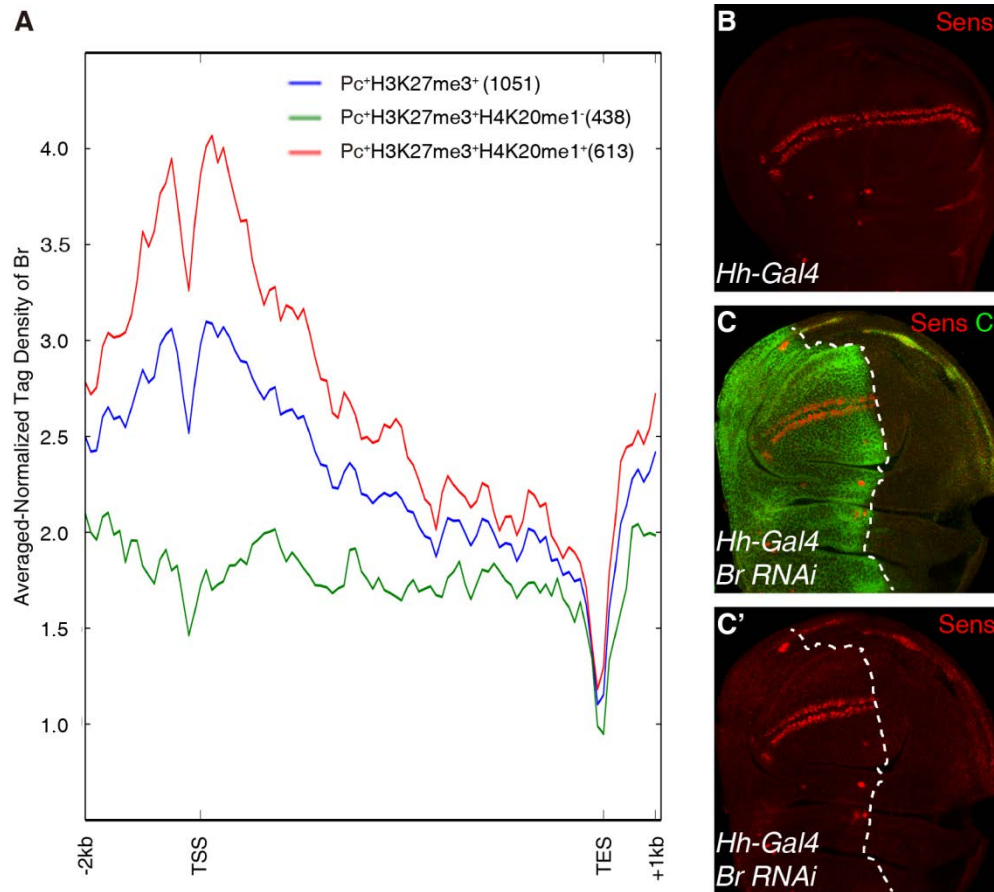 A
Averaged-Normalized Tag Density of Br
4.0
3.5
3.0
2.5
2.0
1.5
1.0
Pc⁺H3K27me3⁺(1051)
Pc⁺H3K27me3⁺H4K20me1⁻(438)
Pc⁺H3K27me3⁺H4K20me1⁺(613)
-2kb
TSS
TES
+1kb
B
Sens
Hh-Gal4
C
Sens C
Hh-Gal4
Br RNAi
C'
Sens
Hh-Gal4
Br RNAi